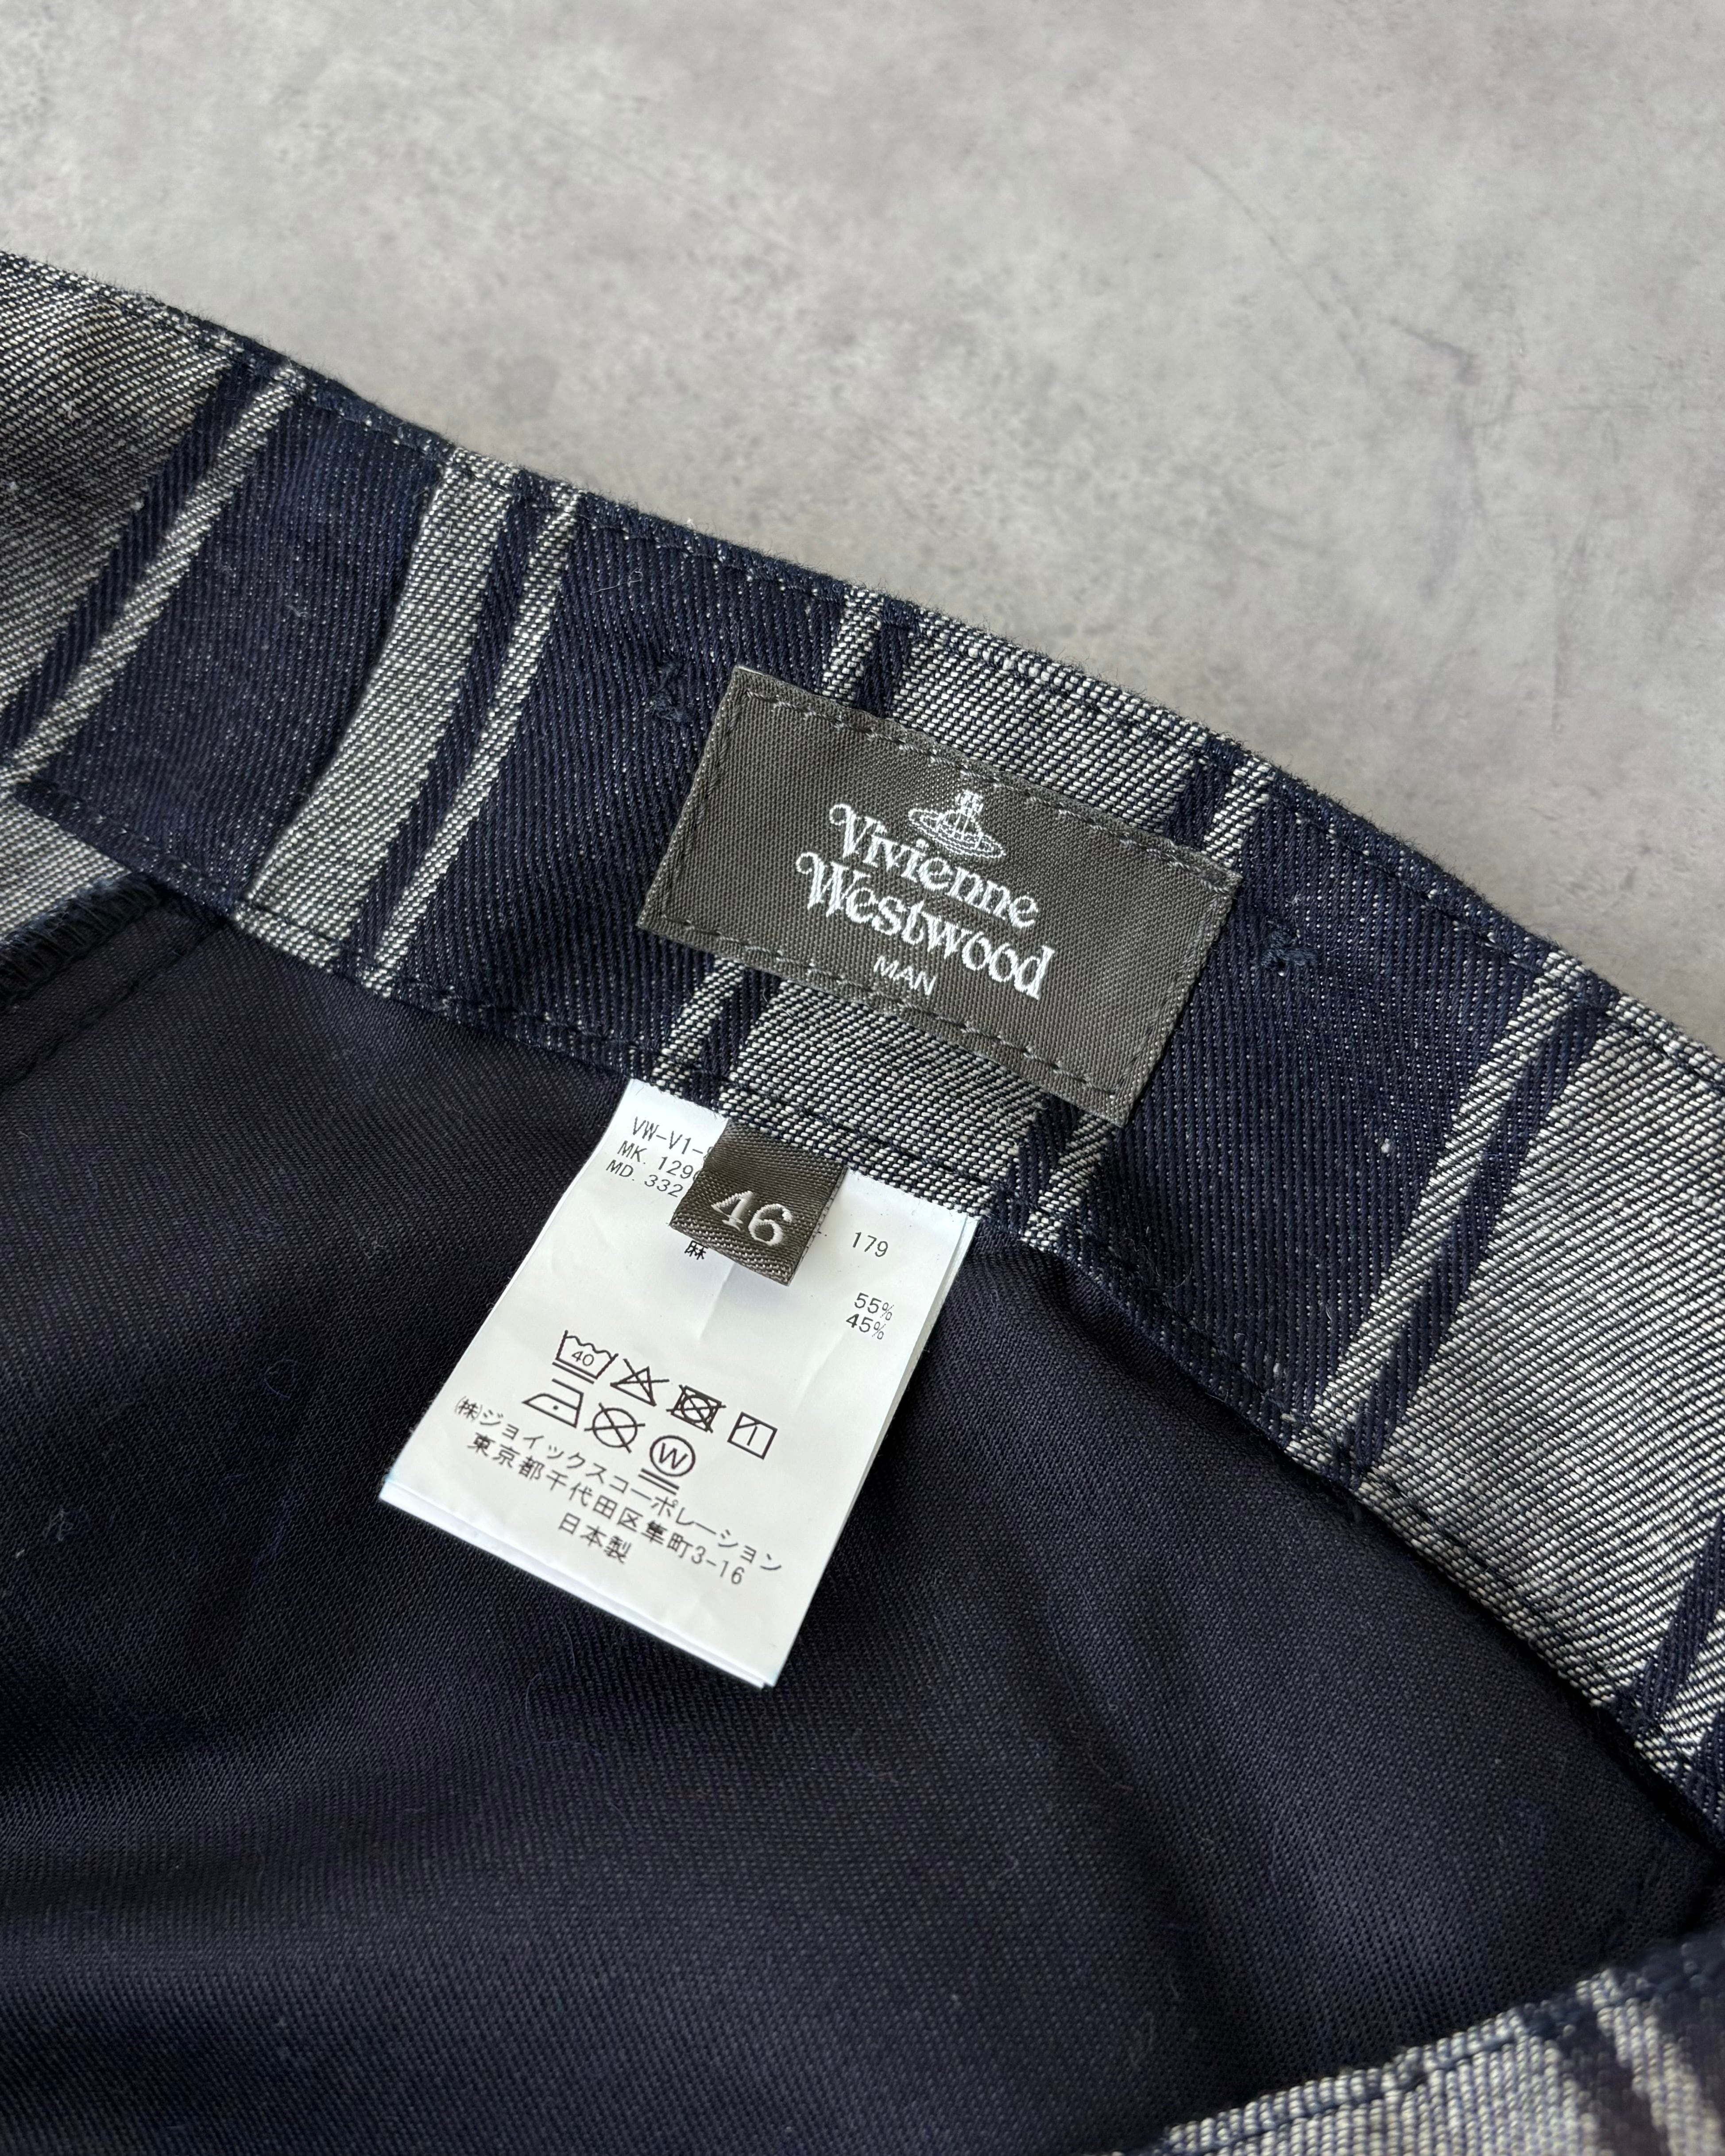 Vivienne
Westwood
MAN
VW-V1-
MK. 129
MD. 332
46
179
麻
55%
45%
40
W
㈱ジョイックスコーポレーション
東京都千代田区隼町3-16
日本製